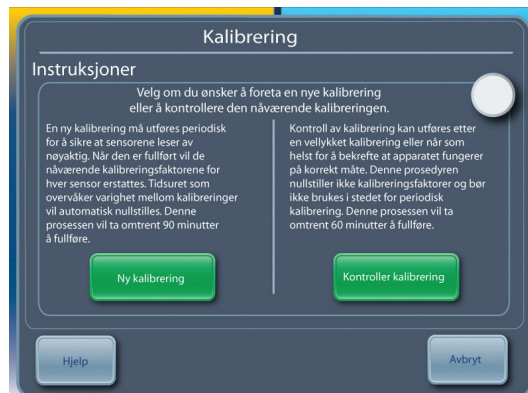 Kalibrering
Instruksjoner
Velg om du ønsker å foreta en nye kalibrering
eller å kontrollere den nåværende kalibreringen.
En ny kalibrering må utføres periodisk
for å sikre at sensorene leser av
nøyaktig. Når den er fullført vil de
nåværende kalibreringsfaktorene for
hver sensor erstattes. Tidsuret som
overvåker varighet mellom kalibreringer
vil automatisk nullstilles. Denne
prosessen vil ta omtrent 90 minutter
å fullføre.
Ny kalibrering
Kontroll av kalibrering kan utføres etter
en vellykket kalibrering eller når som
helst for å bekrefte at apparatet fungerer
på korrekt måte. Denne prosedyren
nullstiller ikke kalibreringsfaktorer og bør
ikke brukes i stedet for periodisk
kalibrering. Denne prosessen vil ta
omtrent 60 minutter å fullføre.
Kontroller kalibrering
Hjelp
Avbryt